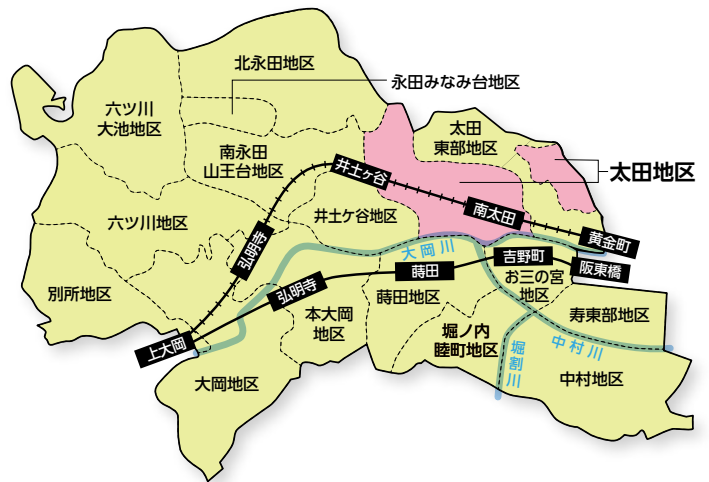 北永田地区
永田みなみ台地区
六ツ川
大池地区
太田
東部地区
南永田
山王台地区
井土ヶ谷
太田地区
六ツ川地区
井土ケ谷地区
南太田
黄金町
弘明寺
大岡川
吉野町
阪東橋
別所地区
弘明寺
蒔田
お三の宮
地区
蒔田地区
本大岡
地区
寿東部地区
上大岡
堀ノ内
睦町地区
堀割川
中村川
大岡地区
中村地区